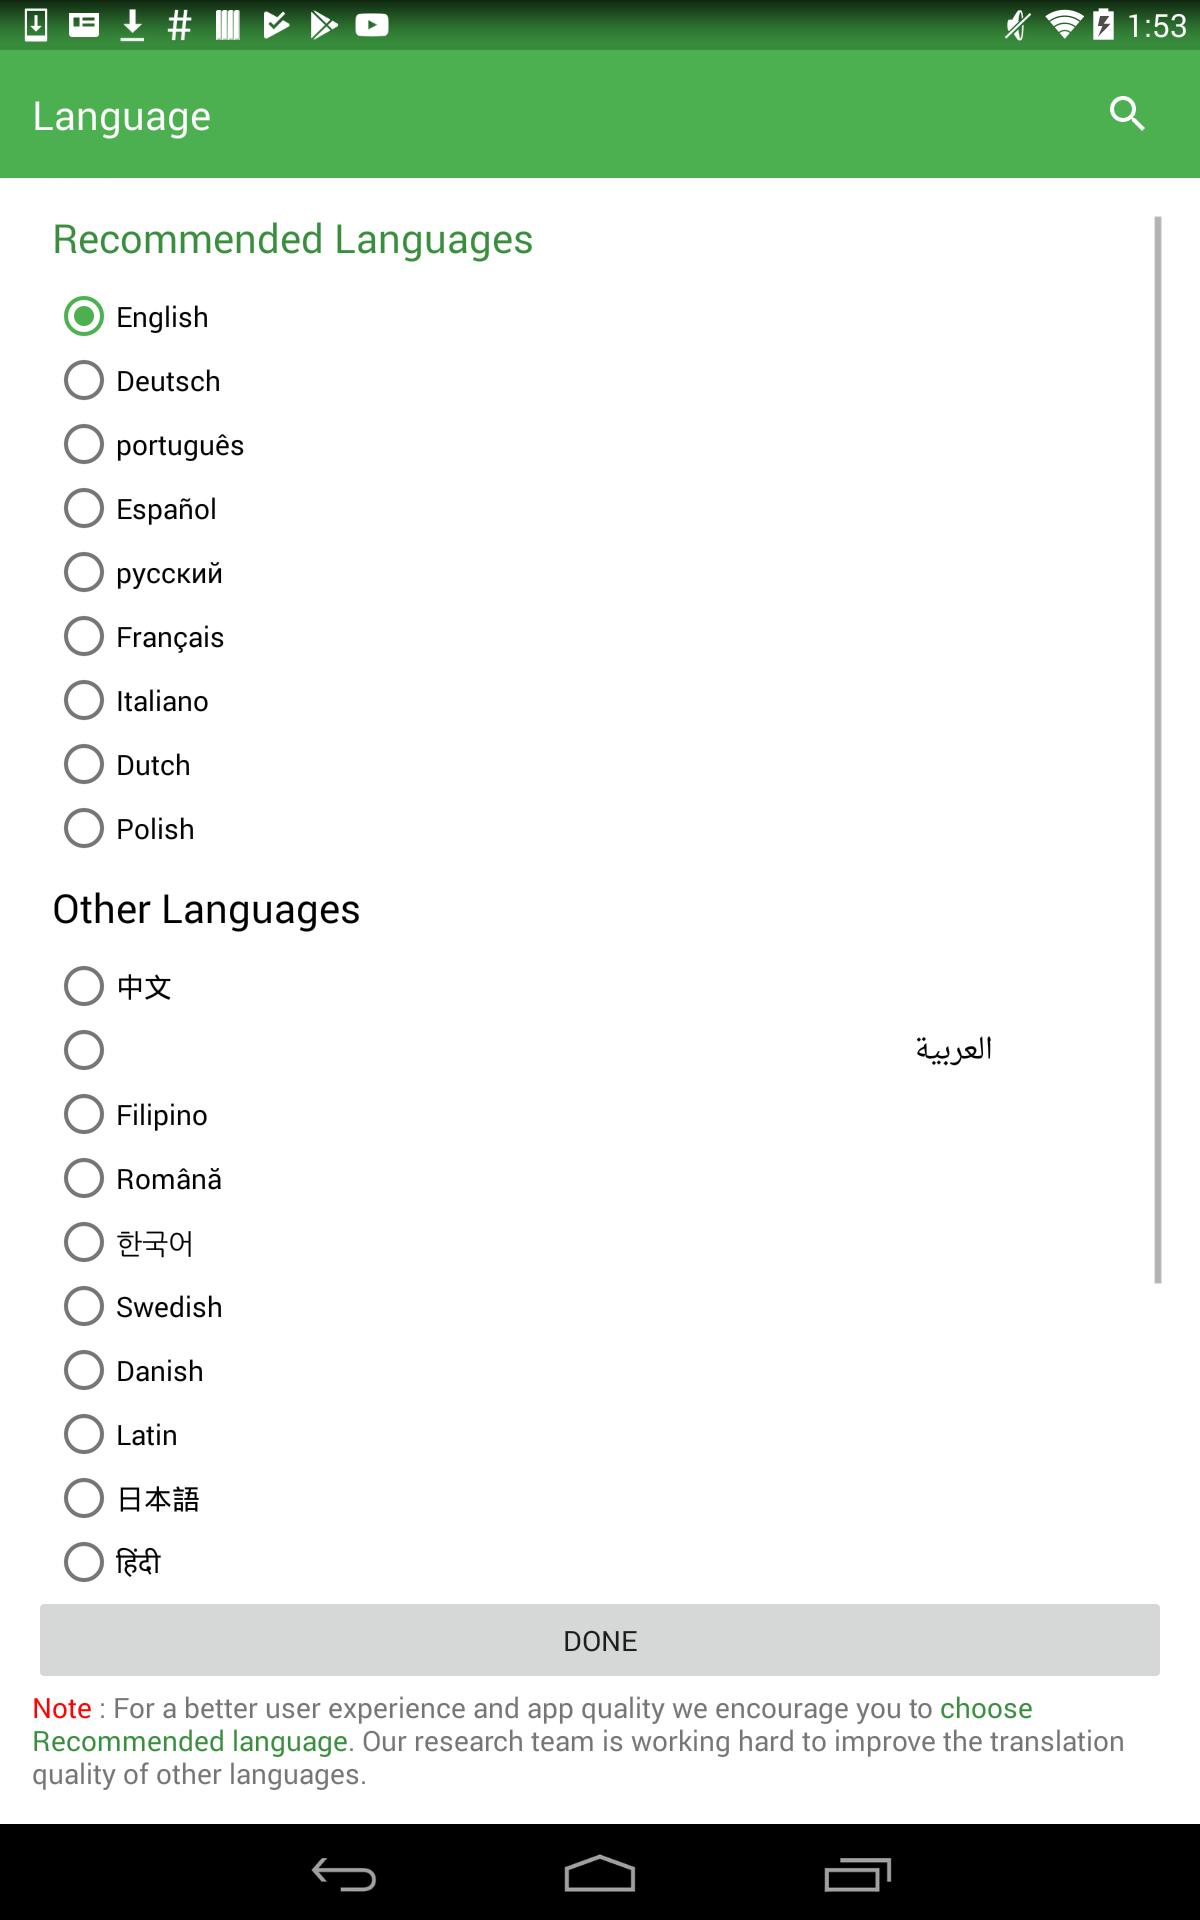 1:53
Language
Recommended Languages
English
Deutsch
português
Español
русский
Français
Italiano
Dutch
Polish
Other Languages
中文
العربية
Filipino
Română
한국어
Swedish
Danish
Latin
日本語
हिंदी
DONE
Note : For a better user experience and app quality we encourage you to choose
Recommended language. Our research team is working hard to improve the translation
quality of other languages.